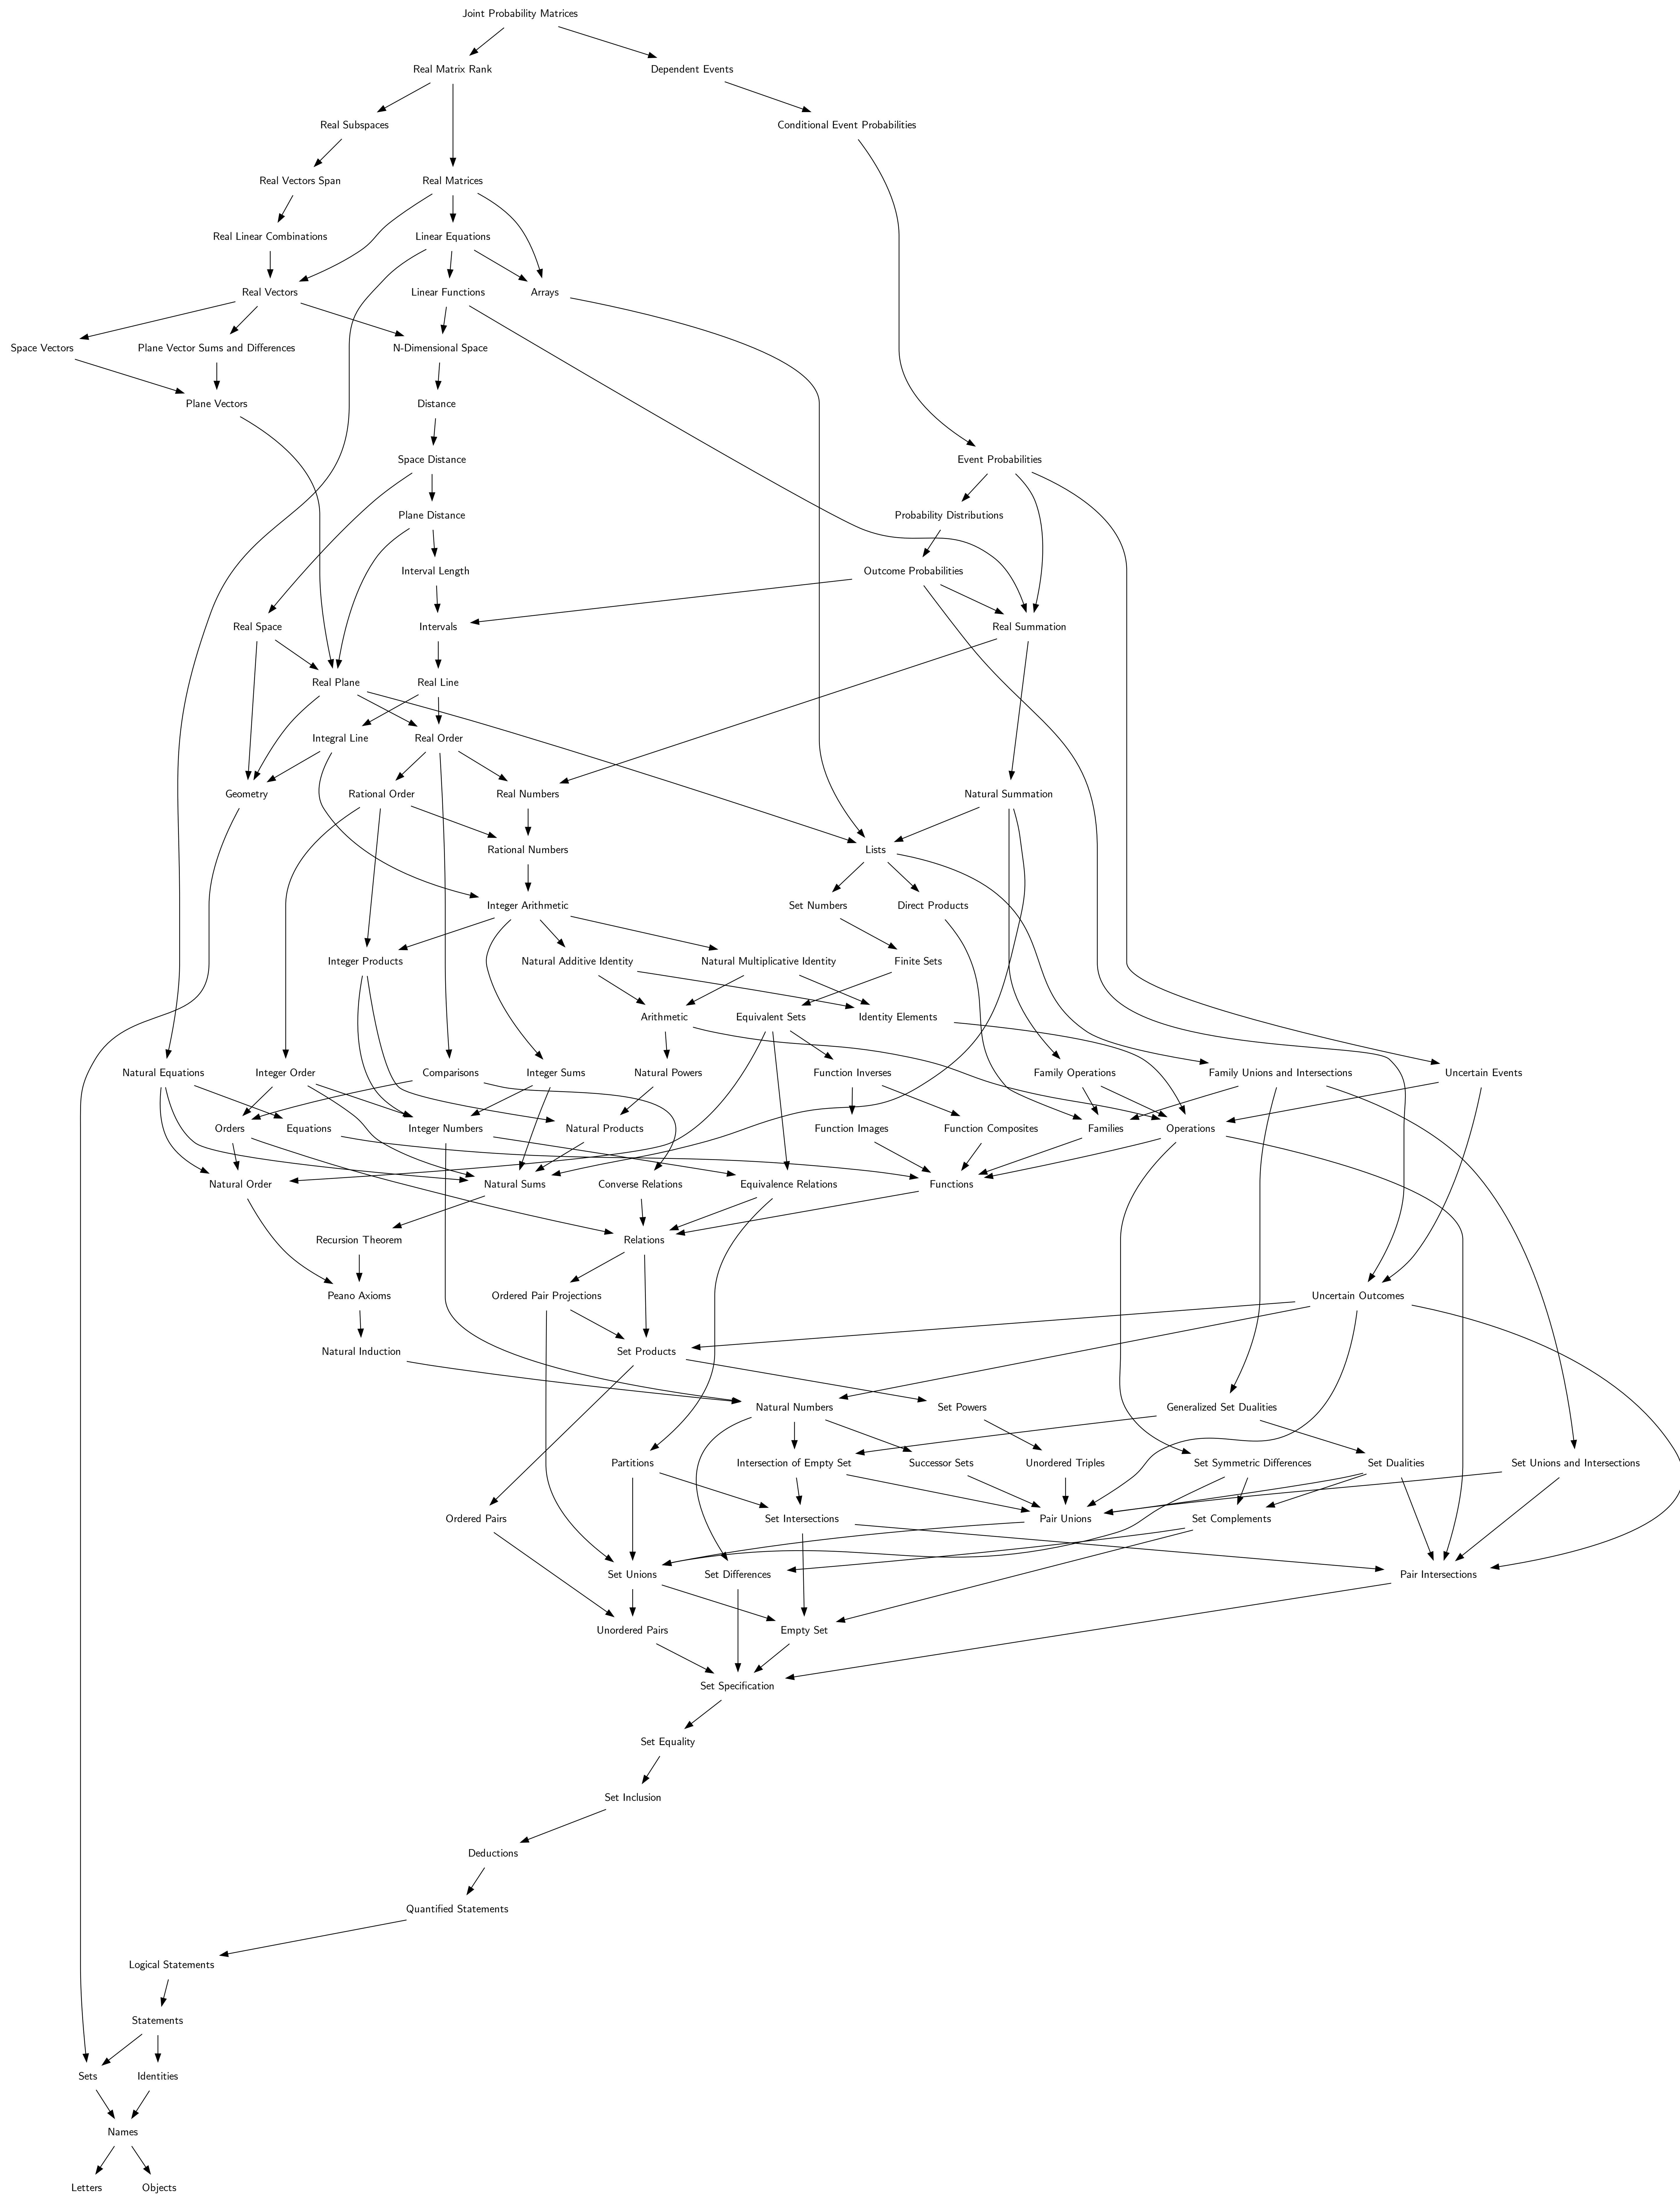 Joint Probability Matrices
Real Matrix Rank
Dependent Events
Real Subspaces
Conditional Event Probabilities
Real Vectors Span
Real Matrices
Real Linear Combinations
Linear Equations
Real Vectors
Linear Functions
Arrays
Space Vectors
Plane Vector Sums and Differences
N-Dimensional Space
Plane Vectors
Distance
Space Distance
Event Probabilities
Plane Distance
Probability Distributions
Interval Length
Outcome Probabilities
Real Space
Intervals
Real Summation
Real Plane
Real Line
Integral Line
Real Order
Geometry
Rational Order
Real Numbers
Natural Summation
Rational Numbers
Lists
Integer Arithmetic
Set Numbers
Direct Products
Integer Products
Natural Additive Identity
Natural Multiplicative Identity
Finite Sets
Arithmetic
Equivalent Sets
Identity Elements
Natural Equations
Integer Order
Comparisons
Integer Sums
Natural Powers
Function Inverses
Family Operations
Family Unions and Intersections
Uncertain Events
Orders
Equations
Integer Numbers
Natural Products
Function Images
Function Composites
Families
Operations
Natural Order
Natural Sums
Converse Relations
Equivalence Relations
Functions
Recursion Theorem
Relations
Peano Axioms
Ordered Pair Projections
Uncertain Outcomes
Natural Induction
Set Products
Natural Numbers
Set Powers
Generalized Set Dualities
Partitions
Intersection of Empty Set
Successor Sets
Unordered Triples
Set Symmetric Differences
Set Dualities
Set Unions and Intersections
Ordered Pairs
Set Intersections
Pair Unions
Set Complements
Set Unions
Set Differences
Pair Intersections
Unordered Pairs
Empty Set
Set Specification
Set Equality
Set Inclusion
Deductions
Quantified Statements
Logical Statements
Statements
Sets
Identities
Names
Letters
Objects